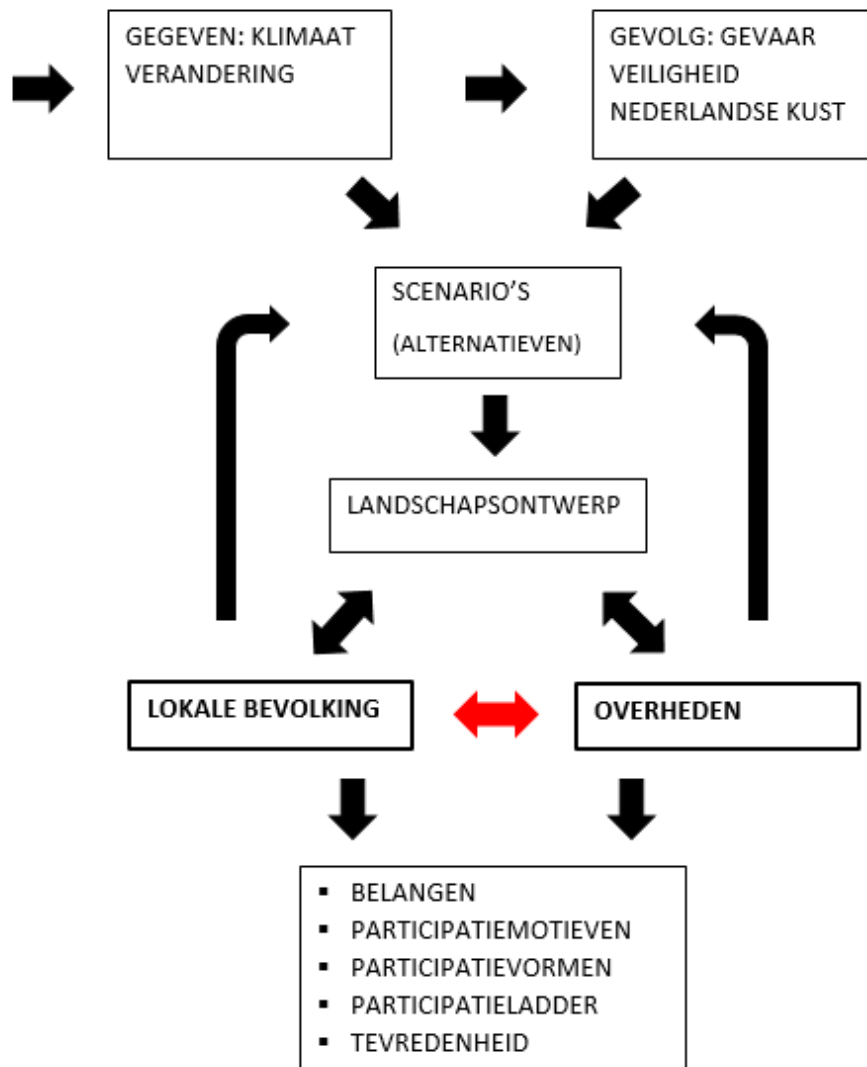 GEGEVEN: KLIMAAT
VERANDERING
GEVOLG: GEVAAR
VEILIGHEID
NEDERLANDSE KUST
SCENARIO’S
(ALTERNATIEVEN)
LANDSCHAPSONTWERP
LOKALE BEVOLKING
OVERHEDEN
▪ BELANGEN
▪ PARTICIPATIEMOTIEVEN
▪ PARTICIPATIEVORMEN
▪ PARTICIPATIELADDER
▪ TEVREDENHEID